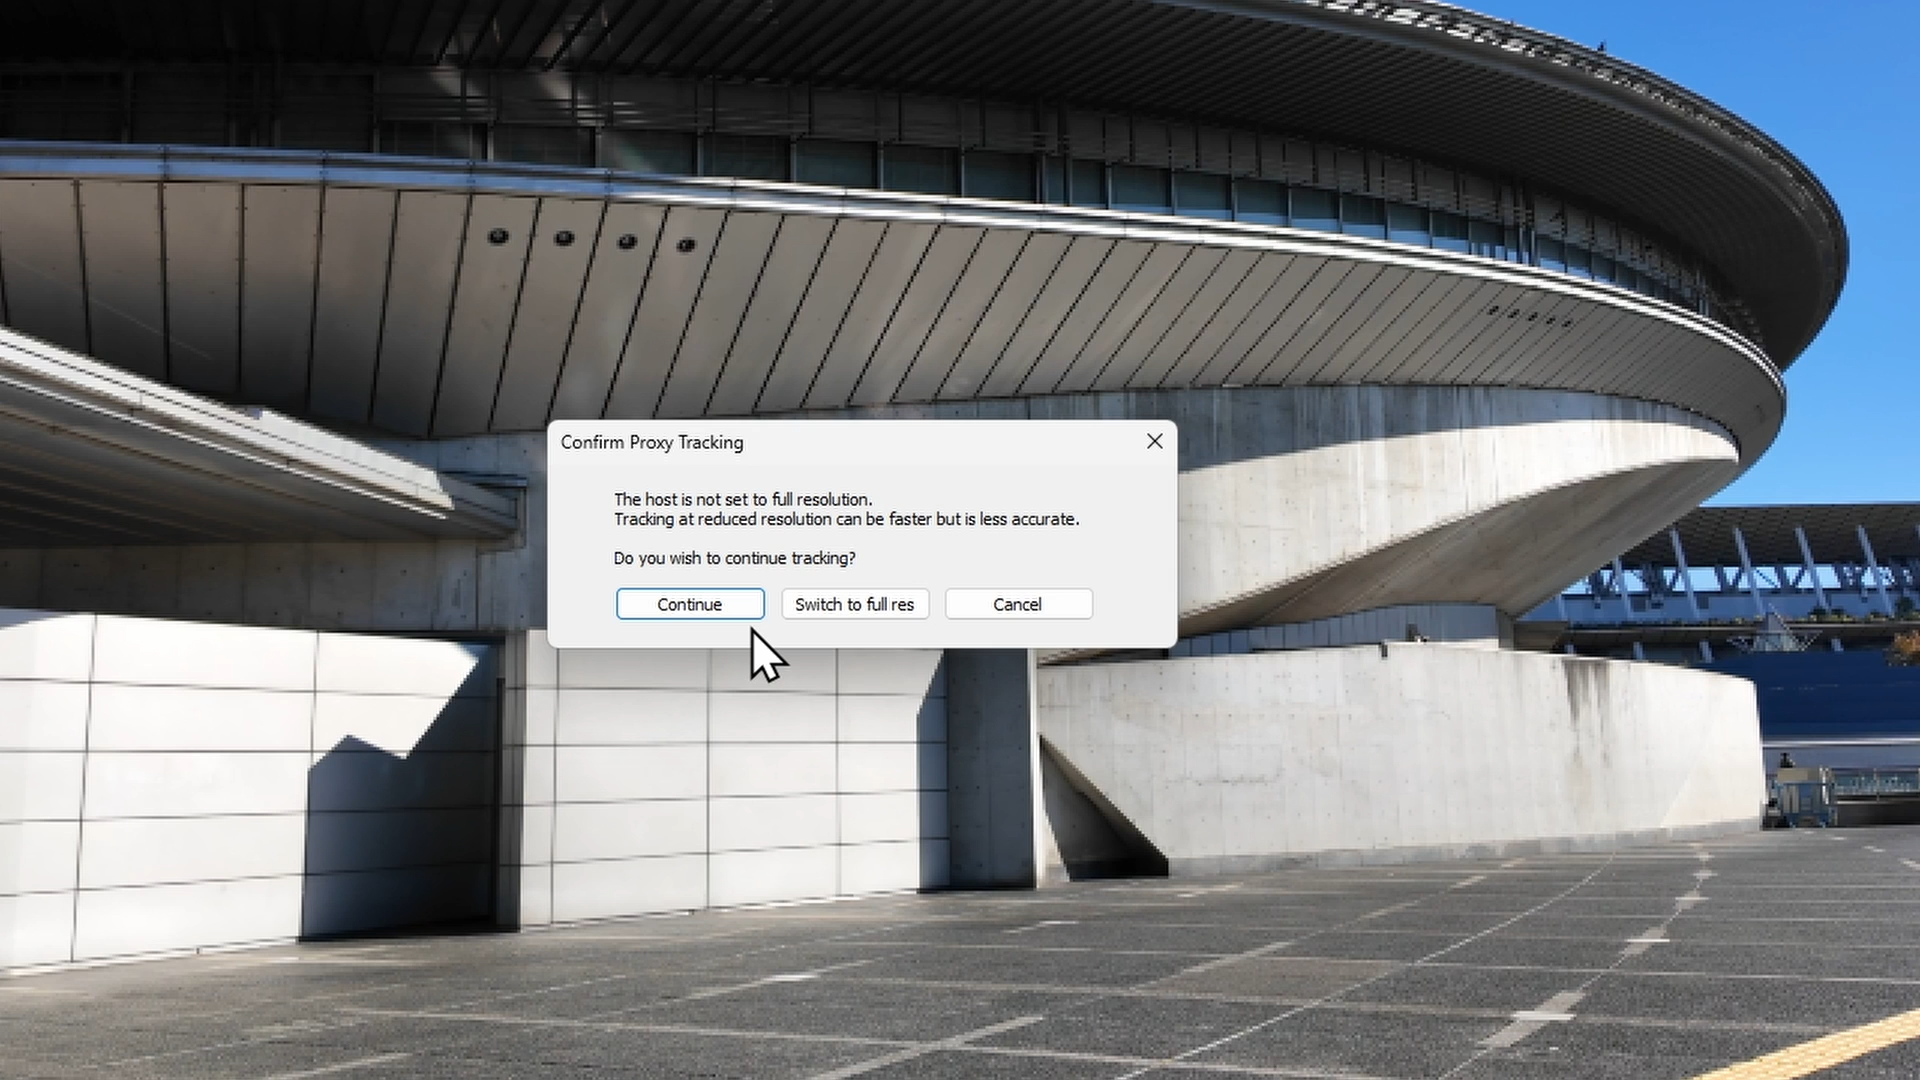 Confirm Proxy Tracking
The host is not set to full resolution.
Tracking at reduced resolution can be faster but is less accurate.
Do you wish to continue tracking?
Continue
Switch to full res
Cancel